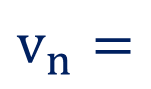 vₙ =